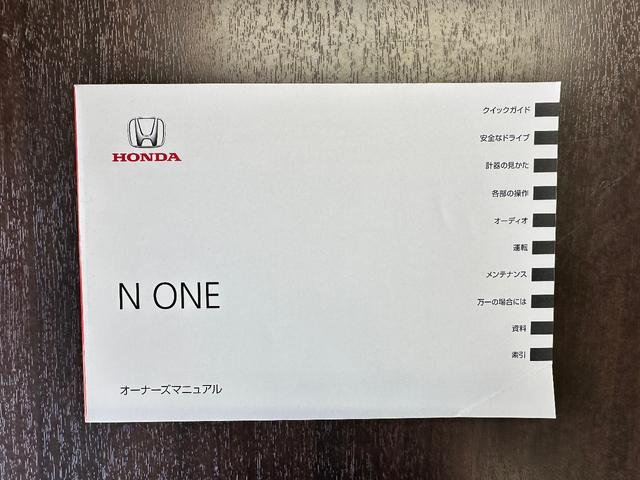 HONDA
N ONE
オーナーズマニュアル
クイックガイド
安全なドライブ
計器の見かた
各部の操作
オーディオ
運転
メンテナンス
万一の場合には
資料
索引